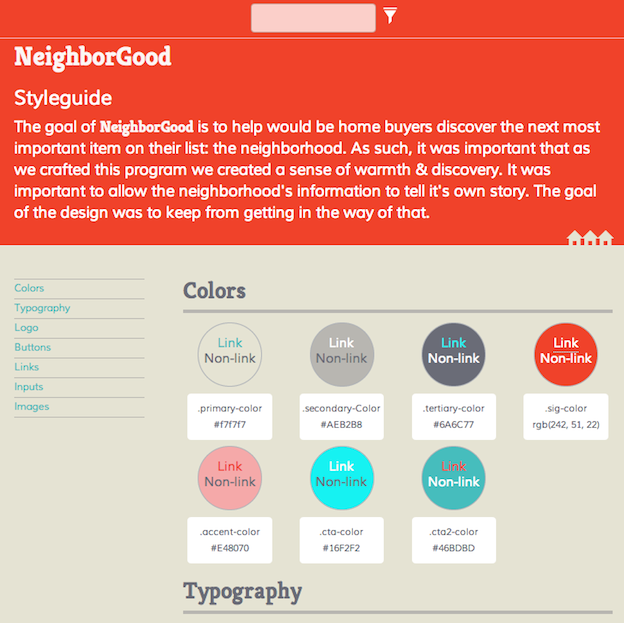 NeighborGood
Styleguide
The goal of NeighborGood is to help would be home buyers discover the next most
important item on their list: the neighborhood. As such, it was important that as
we crafted this program we created a sense of warmth & discovery. It was
important to allow the neighborhood's information to tell it's own story. The goal
of the design was to keep from getting in the way of that.
Colors
Typography
Logo
Buttons
Links
Inputs
Images
Colors
Link
Non-link
.primary-color
#f7f7f7
Link
Non-link
.secondary-Color
#AEB2B8
Link
Non-link
.tertiary-color
#6A6C77
Link
Non-link
.sig-color
rgb(242, 51, 22)
Link
Non-link
.accent-color
#E48070
Link
Non-link
.cta-color
#16F2F2
Link
Non-link
.cta2-color
#46BDBD
Typography